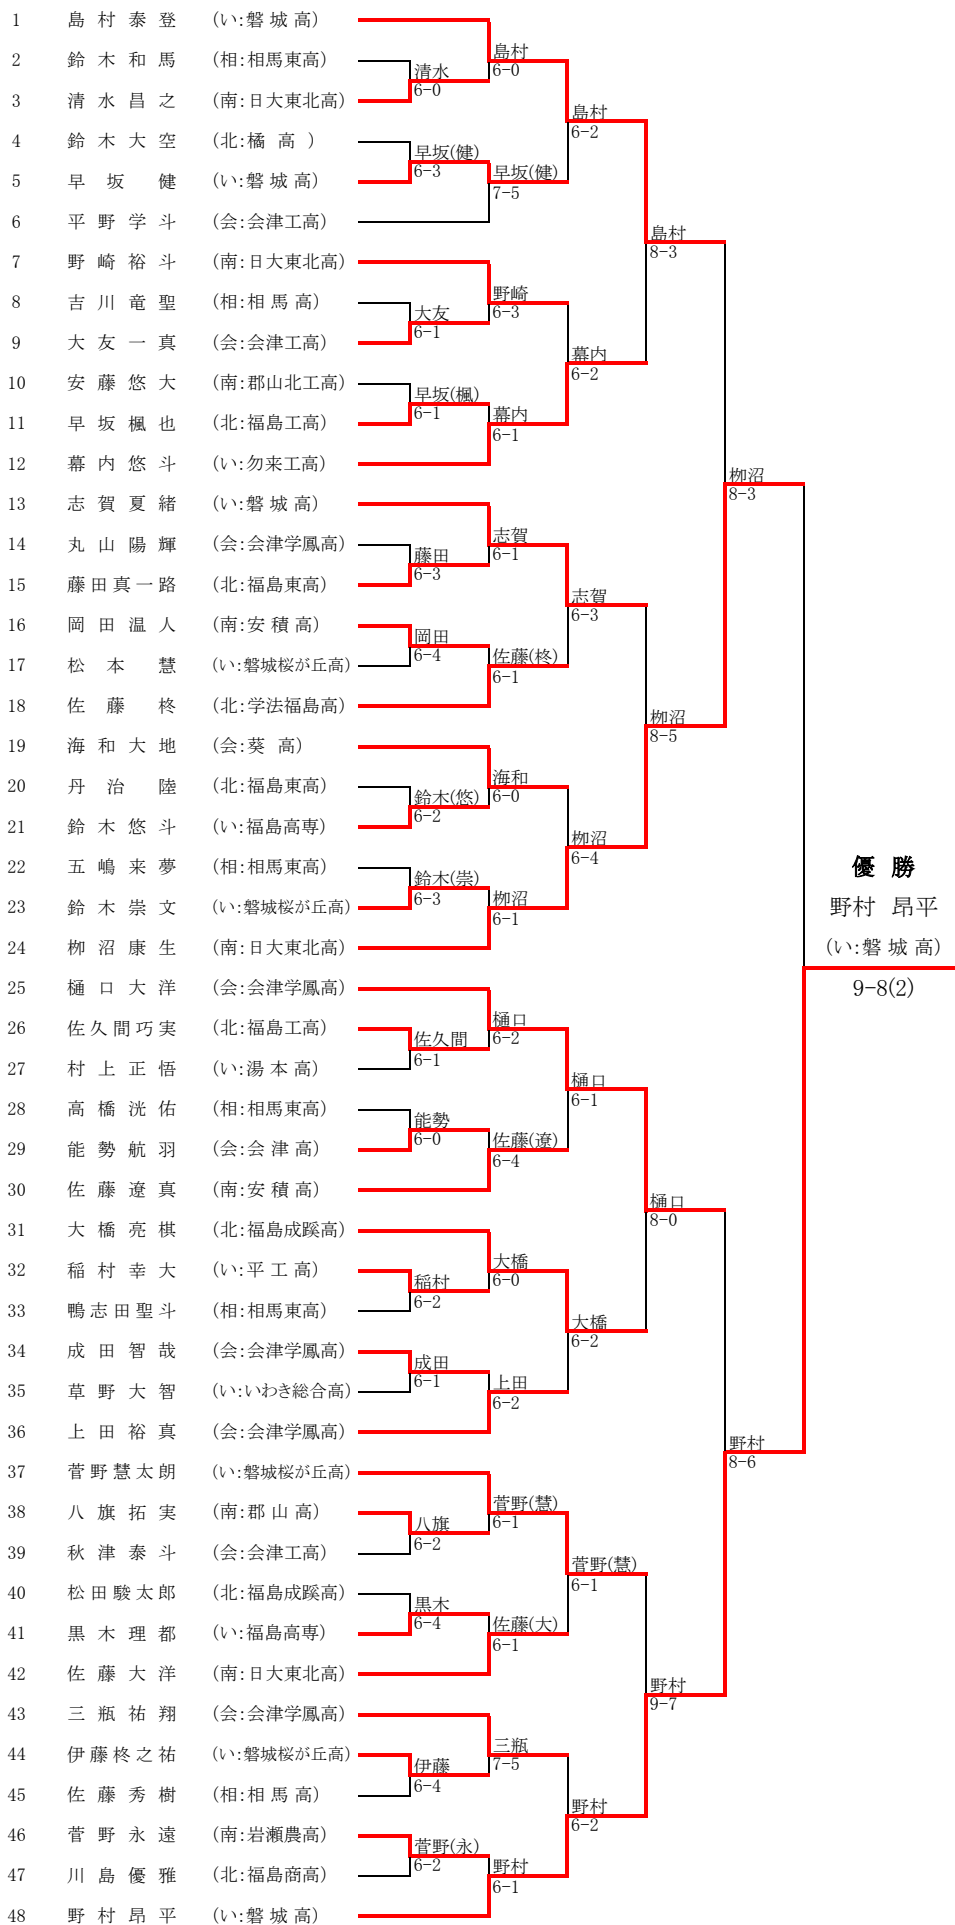 1 島村泰登 (い:磐城高)
2 鈴木和馬 (相:相馬東高)
3 清水昌之 (南:日大東北高)
4 鈴木大空 (北:橘高)
5 早坂健 (い:磐城高)
6 平野学斗 (会:会津工高)
7 野崎裕斗 (南:日大東北高)
8 吉川竜聖 (相:相馬高)
9 大友一真 (会:会津工高)
10 安藤悠大 (南:郡山北工高)
11 早坂楓也 (北:福島工高)
12 幕内悠斗 (い:勿来工高)
13 志賀夏緒 (い:磐城高)
14 丸山陽輝 (会:会津学鳳高)
15 藤田真一路 (北:福島東高)
16 岡田温人 (南:安積高)
17 松本慧 (い:磐城桜が丘高)
18 佐藤柊 (北:学法福島高)
19 海和大地 (会:葵高)
20 丹治陸 (北:福島東高)
21 鈴木悠斗 (い:福島高専)
22 五嶋来夢 (相:相馬東高)
23 鈴木崇文 (い:磐城桜が丘高)
24 栁沼康生 (南:日大東北高)
25 樋口大洋 (会:会津学鳳高)
26 佐久間巧実 (北:福島工高)
27 村上正悟 (い:湯本高)
28 高橋洸佑 (相:相馬東高)
29 能勢航羽 (会:会津高)
30 佐藤遼真 (南:安積高)
31 大橋亮棋 (北:福島成蹊高)
32 稲村幸大 (い:平工高)
33 鴨志田聖斗 (相:相馬東高)
34 成田智哉 (会:会津学鳳高)
35 草野大智 (い:いわき総合高)
36 上田裕真 (会:会津学鳳高)
37 菅野慧太朗 (い:磐城桜が丘高)
38 八旗拓実 (南:郡山高)
39 秋津泰斗 (会:会津工高)
40 松田駿太郎 (北:福島成蹊高)
41 黒木理都 (い:福島高専)
42 佐藤大洋 (南:日大東北高)
43 三瓶祐翔 (会:会津学鳳高)
44 伊藤柊之祐 (い:磐城桜が丘高)
45 佐藤秀樹 (相:相馬高)
46 菅野永遠 (南:岩瀬農高)
47 川島優雅 (北:福島商高)
48 野村昂平 (い:磐城高)
清水
6-0
早坂(健)
6-3
大友
6-1
早坂(楓)
6-1
藤田
6-3
岡田
6-4
鈴木(悠)
6-2
鈴木(崇)
6-3
佐久間
6-1
能勢
6-0
稲村
6-2
成田
6-1
八旗
6-2
黒木
6-4
伊藤
6-4
菅野(永)
6-2
島村
6-0
早坂(健)
7-5
野崎
6-3
幕内
6-1
志賀
6-1
佐藤(柊)
6-1
海和
6-0
栁沼
6-1
樋口
6-2
佐藤(遼)
6-4
大橋
6-0
上田
6-2
菅野(慧)
6-1
佐藤(大)
6-1
三瓶
7-5
野村
6-1
島村
6-2
幕内
6-2
志賀
6-3
栁沼
6-4
樋口
6-1
大橋
6-2
菅野(慧)
6-1
野村
6-2
島村
8-3
栁沼
8-5
樋口
8-0
野村
9-7
栁沼
8-3
野村
8-6
優勝
野村 昂平
(い:磐城高)
9-8(2)